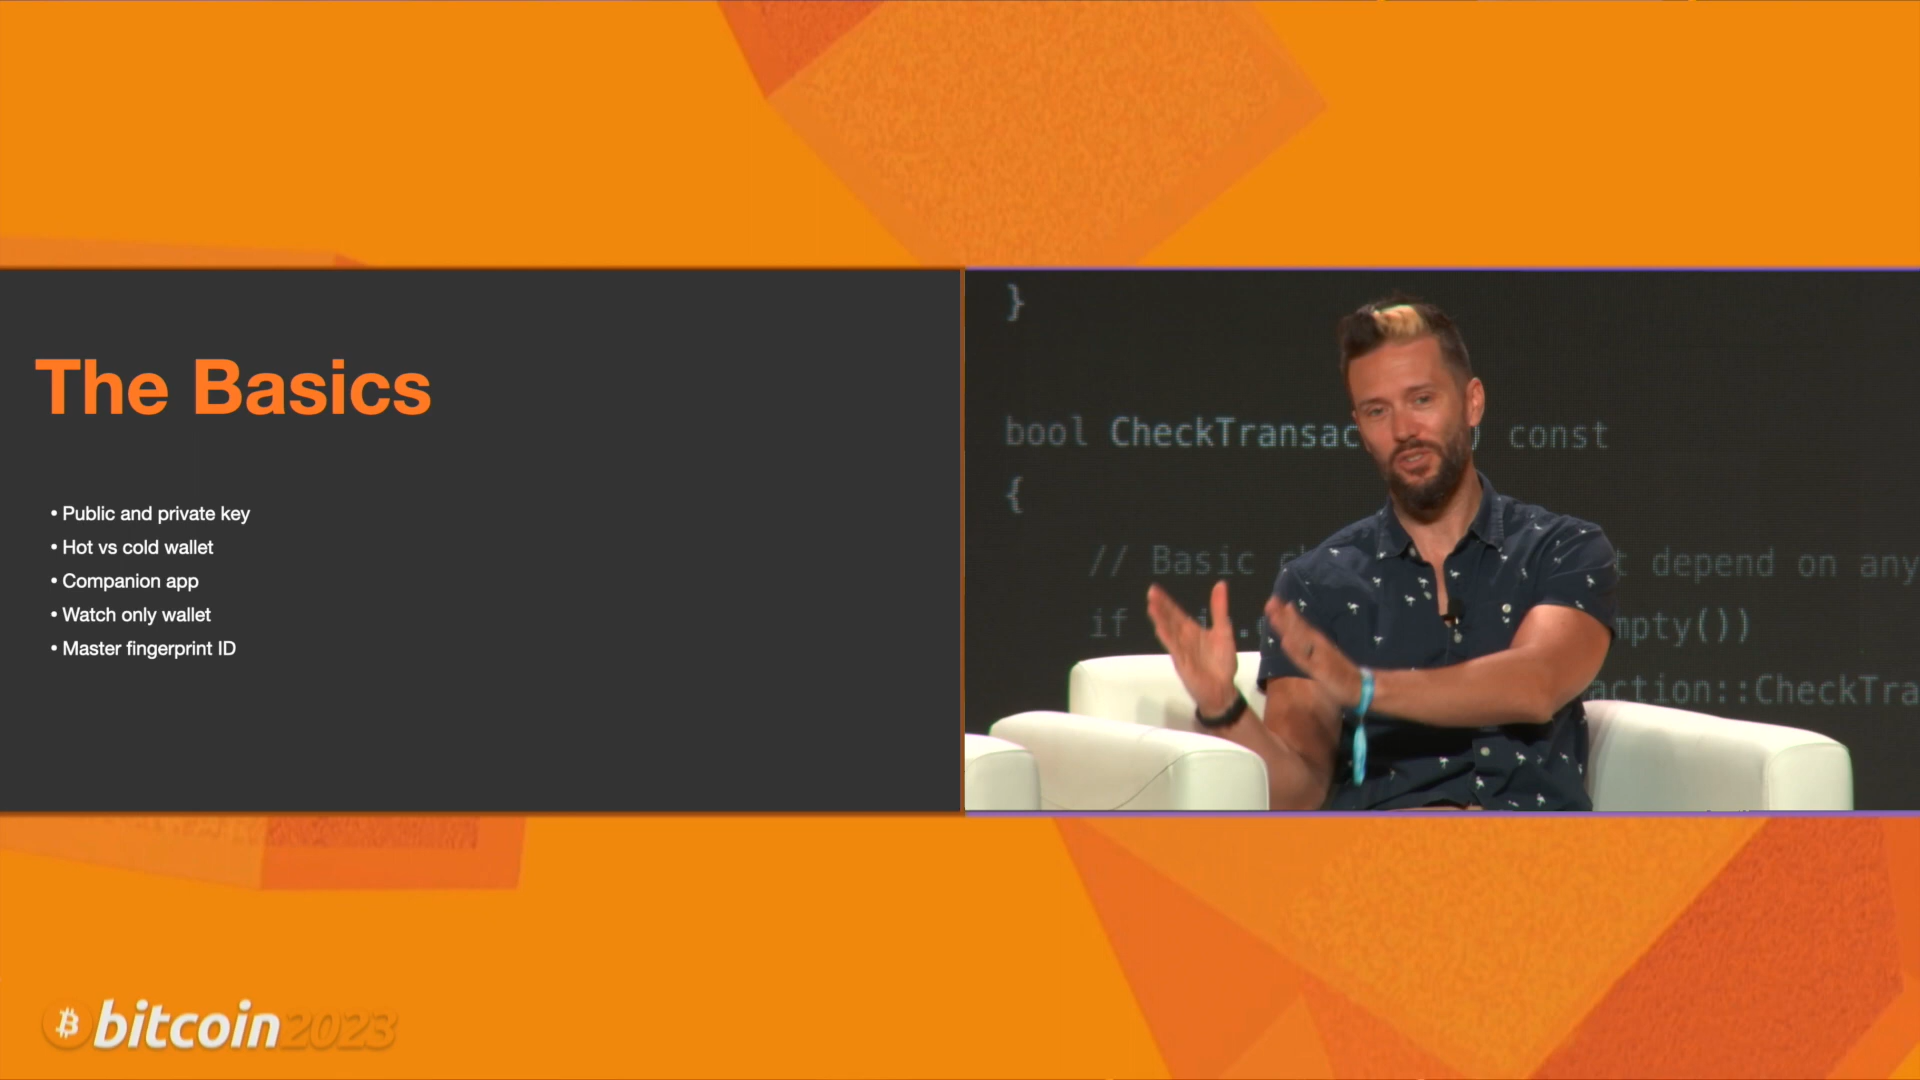 The Basics
• Public and private key
• Hot vs cold wallet
• Companion app
• Watch only wallet
• Master fingerprint ID
}
bool CheckTransac ) const
{
// Basic depend on any
if empty())
action::CheckTra
bitcoin2023